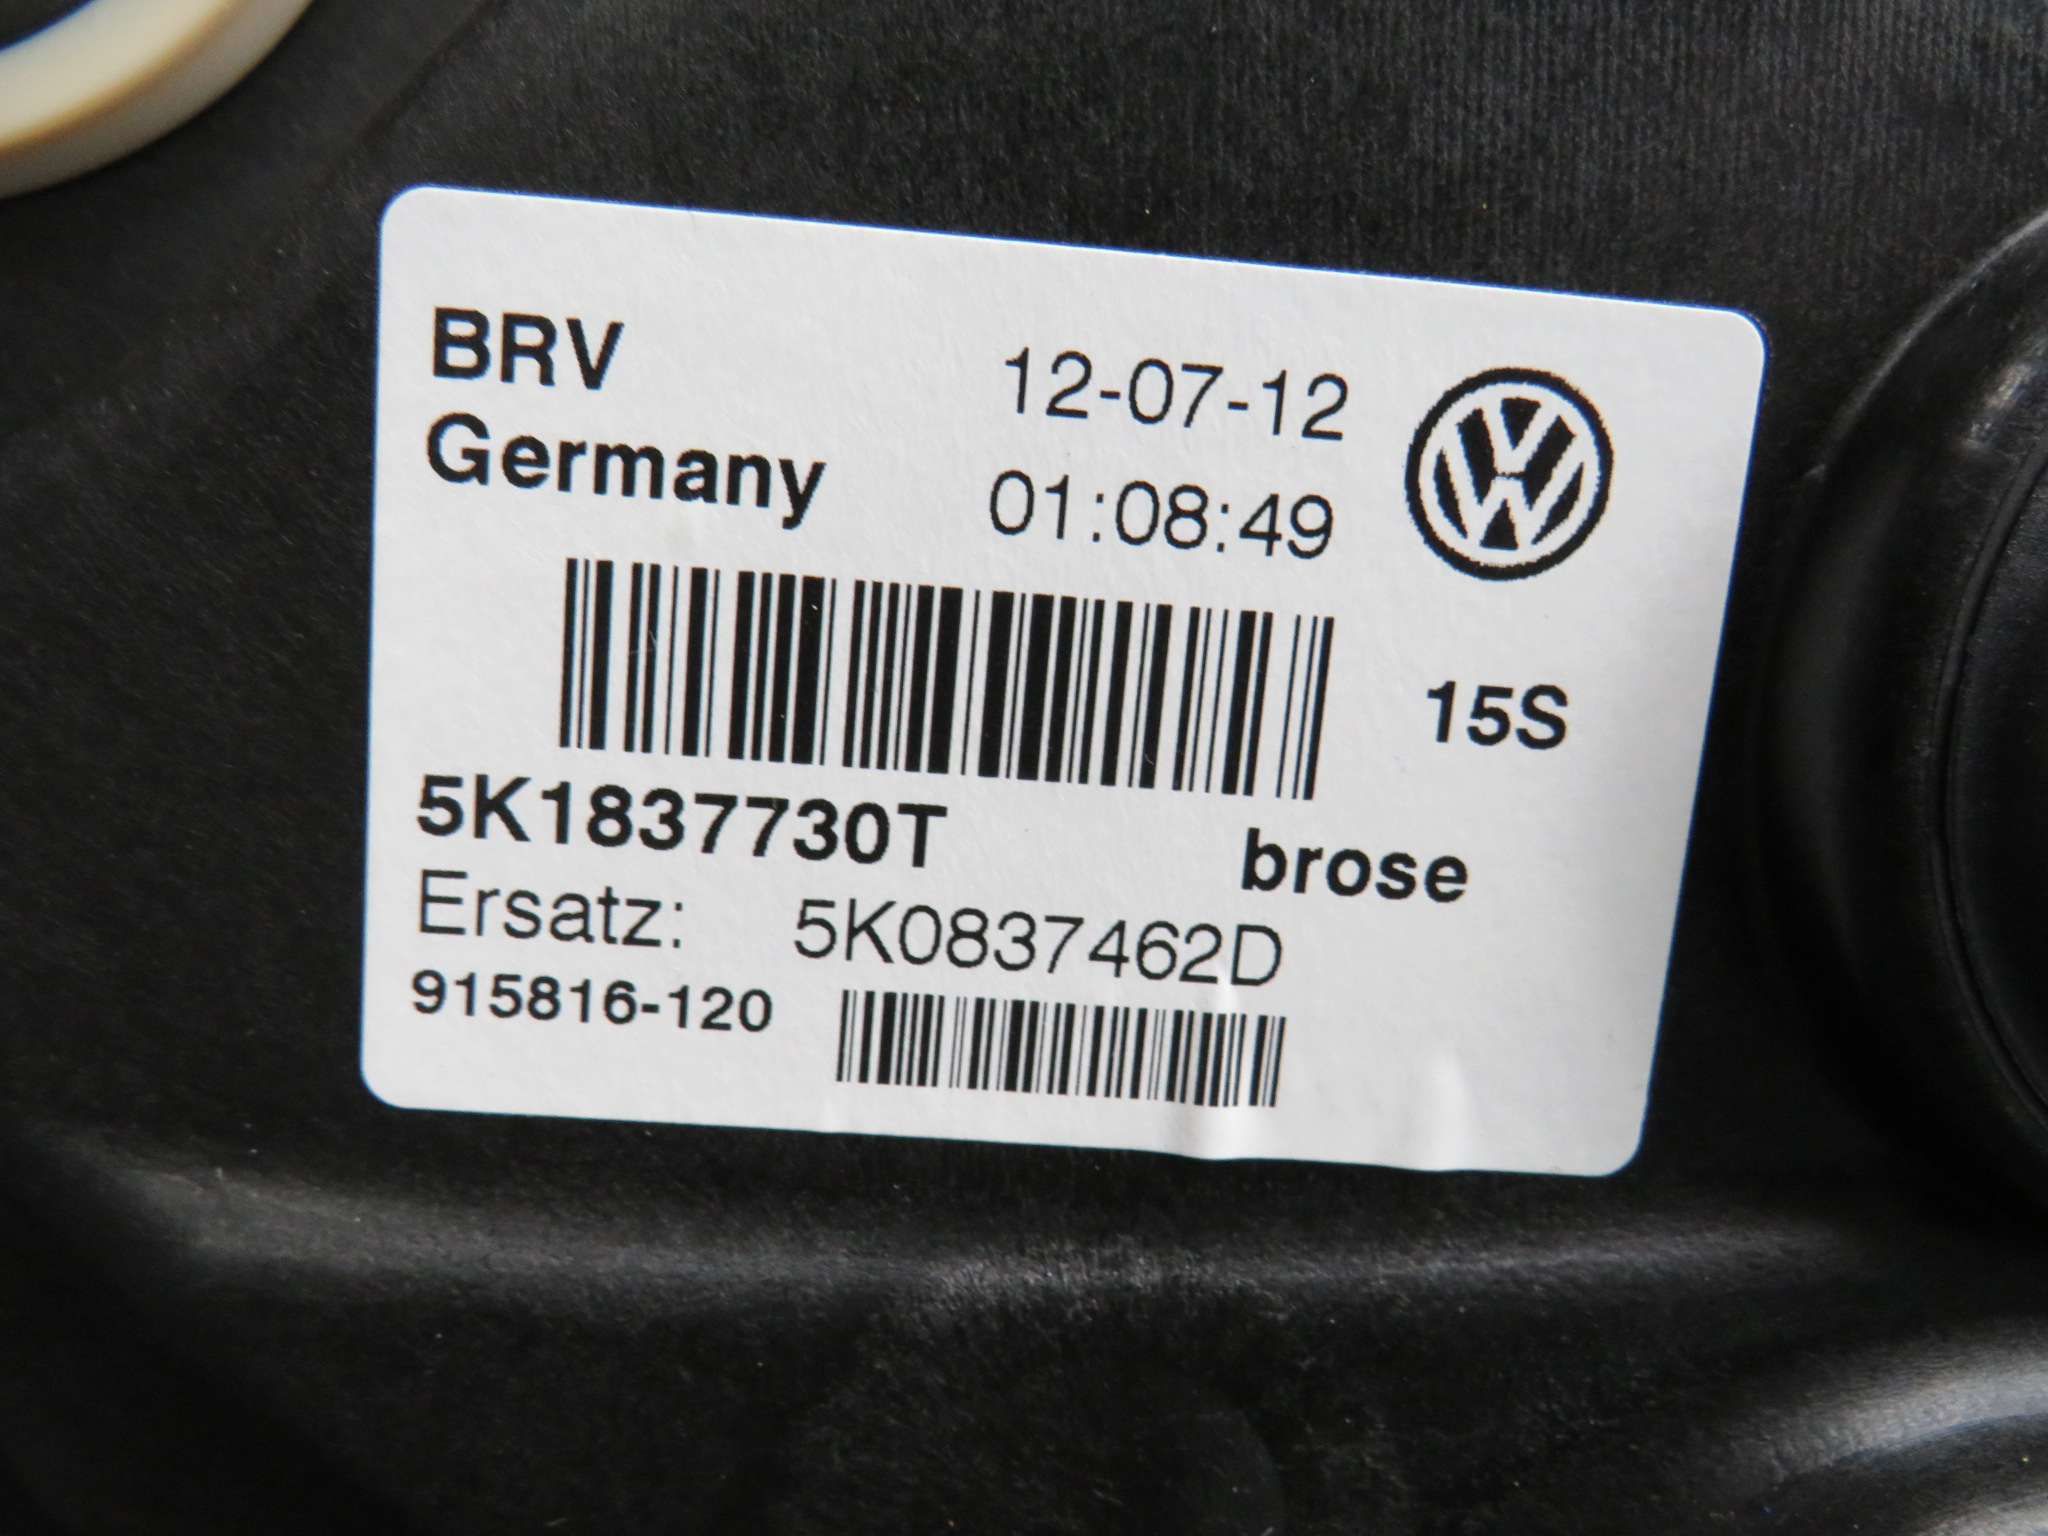 BRV 12-07-12
Germany 01:08:49
15S
5K1837730T brose
Ersatz: 5K0837462D
915816-120